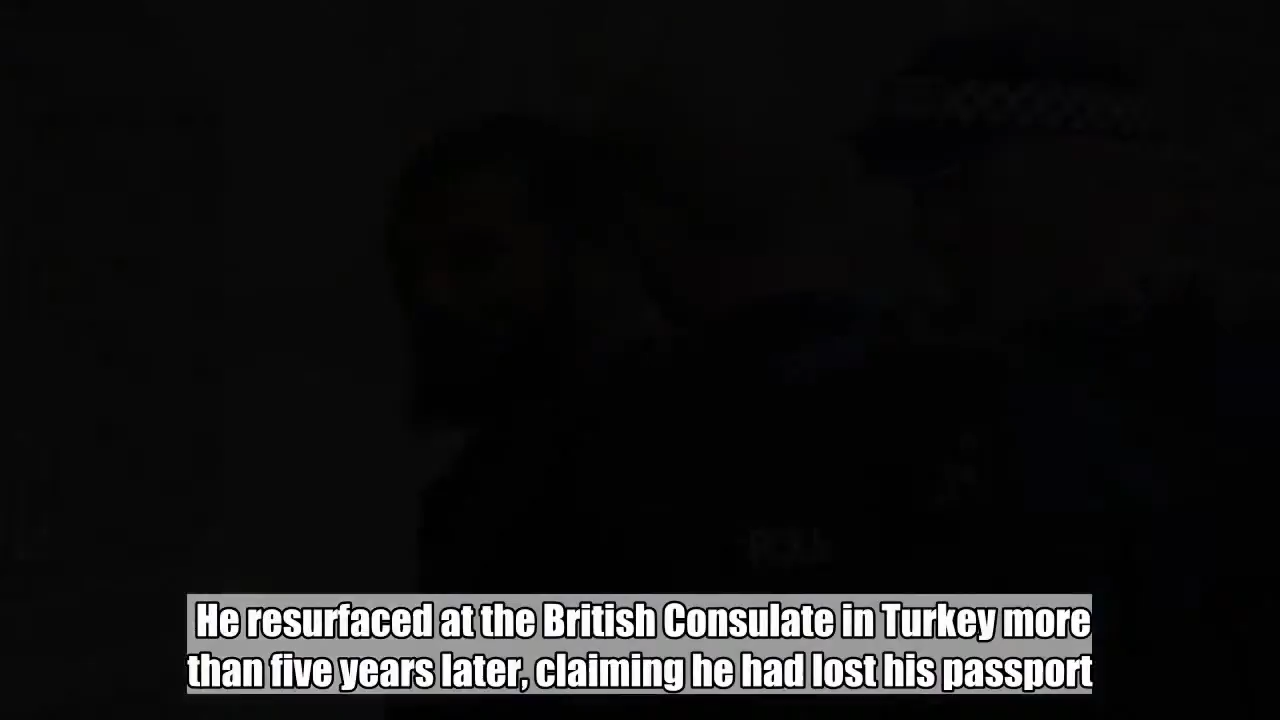 He resurfaced at the British Consulate in Turkey more
than five years later, claiming he had lost his passport